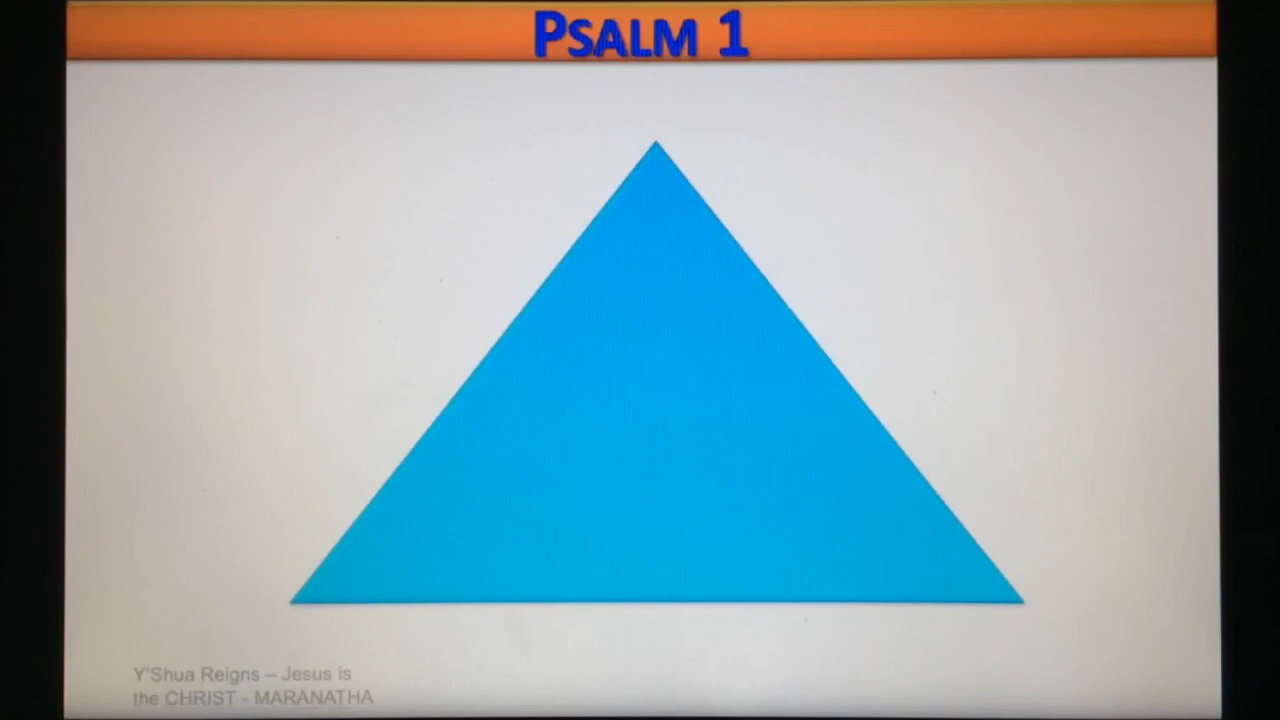 PSALM 1
Y'Shua Reigns – Jesus is
the CHRIST - MARANATHA